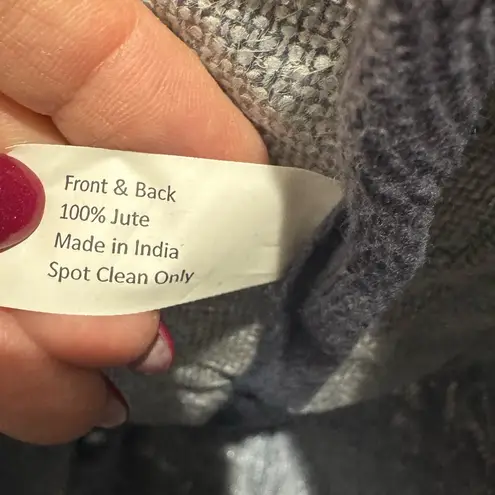 Front & Back
100% Jute
Made in India
Spot Clean Only